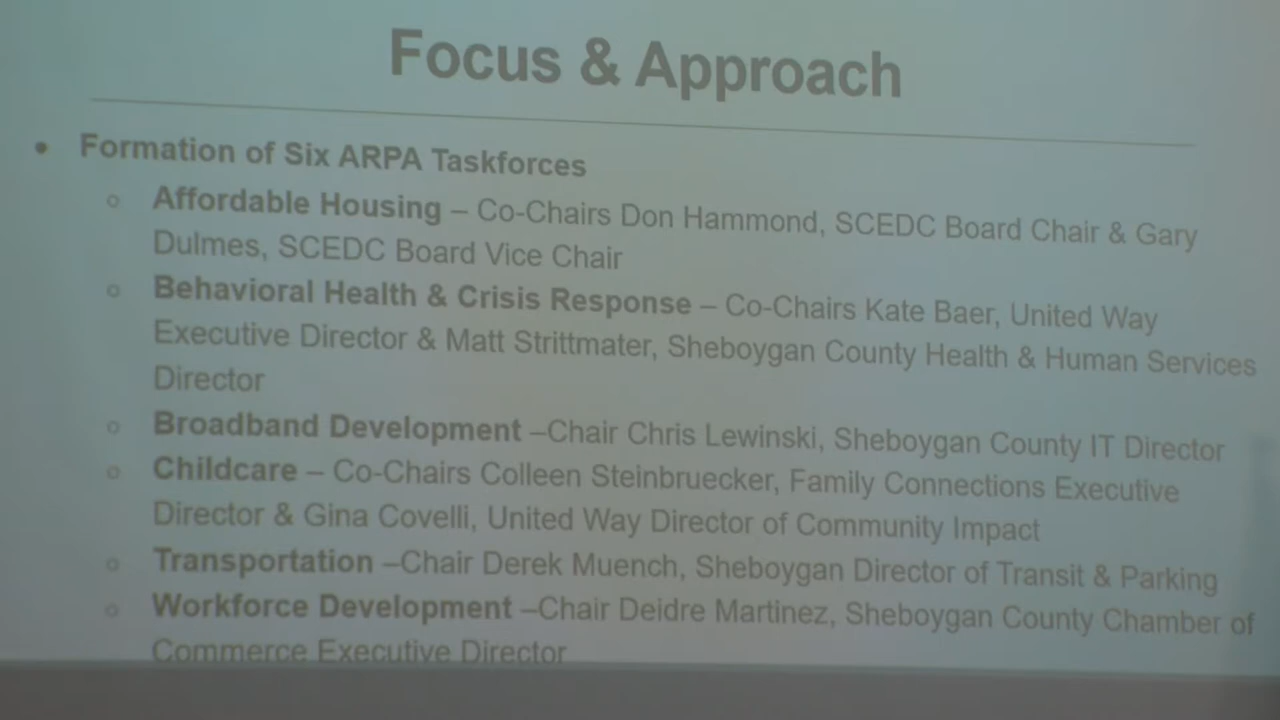 Focus & Approach
• Formation of Six ARPA Taskforces
o Affordable Housing – Co-Chairs Don Hammond, SCEDC Board Chair & Gary
Dulmes, SCEDC Board Vice Chair
o Behavioral Health & Crisis Response – Co-Chairs Kate Baer, United Way
Executive Director & Matt Strittmater, Sheboygan County Health & Human Services
Director
o Broadband Development –Chair Chris Lewinski, Sheboygan County IT Director
o Childcare – Co-Chairs Colleen Steinbruecker, Family Connections Executive
Director & Gina Covelli, United Way Director of Community Impact
o Transportation –Chair Derek Muench, Sheboygan Director of Transit & Parking
o Workforce Development –Chair Deidre Martinez, Sheboygan County Chamber of
Commerce Executive Director